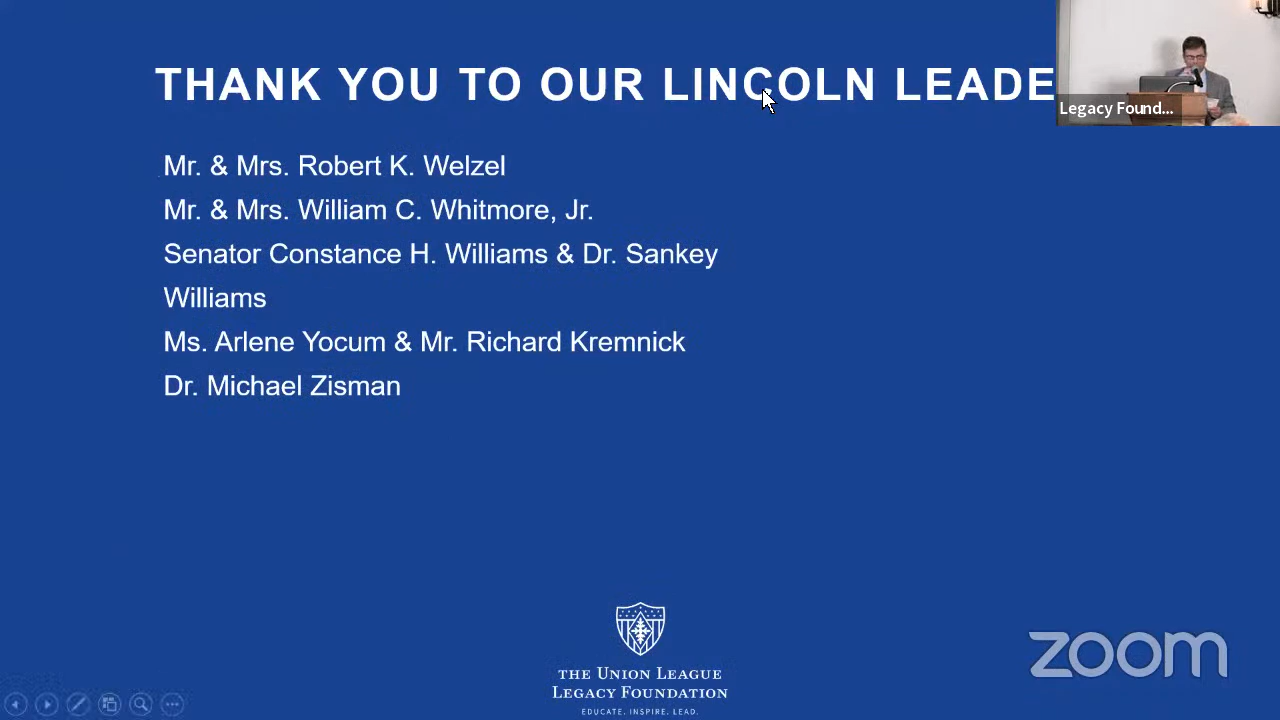 THANK YOU TO OUR LINCOLN LEADE
Legacy Found...
Mr. & Mrs. Robert K. Welzel
Mr. & Mrs. William C. Whitmore, Jr.
Senator Constance H. Williams & Dr. Sankey
Williams
Ms. Arlene Yocum & Mr. Richard Kremnick
Dr. Michael Zisman
zoom
THE UNION LEAGUE
LEGACY FOUNDATION
EDUCATE. INSPIRE. LEAD.